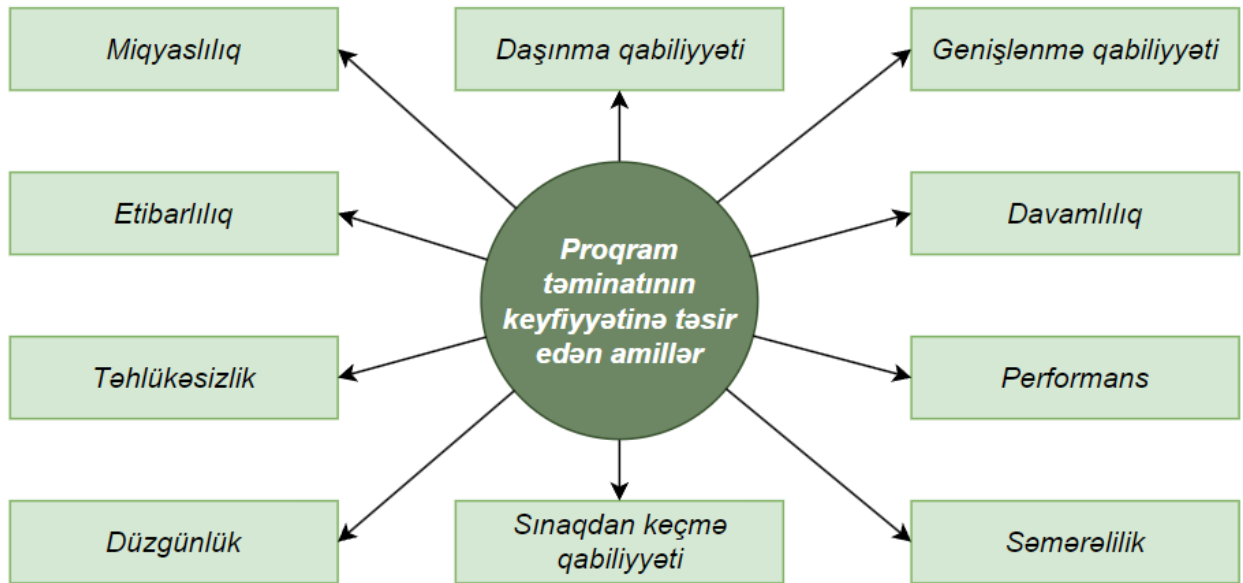 Miqyaslılıq
Daşınma qabiliyyəti
Genişlənmə qabiliyyəti
Etibarlılıq
Davamlılıq
Proqram
təminatının
keyfiyyətinə təsir
edən amillər
Təhlükəsizlik
Performans
Düzgünlük
Sınaqdan keçmə
qabiliyyəti
Səmərəlilik